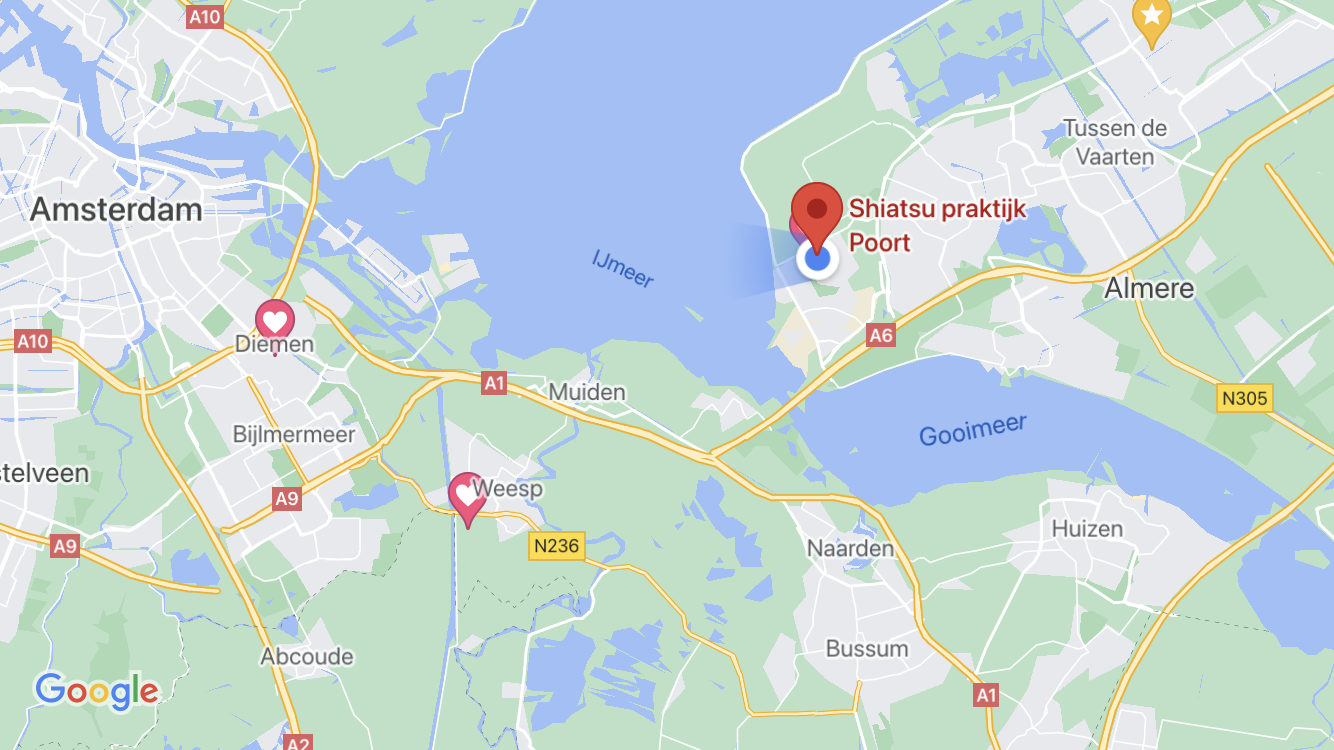 A10
Tussen de
Vaarten
Amsterdam
Shiatsu praktijk
Poort
IJmeer
Almere
A10
Diemen
A6
A1
Muiden
N305
Gooimeer
Bijlmermeer
stelveen
A9
Weesp
Huizen
A9
N236
Naarden
Abcoude
Bussum
Google
A1
A2